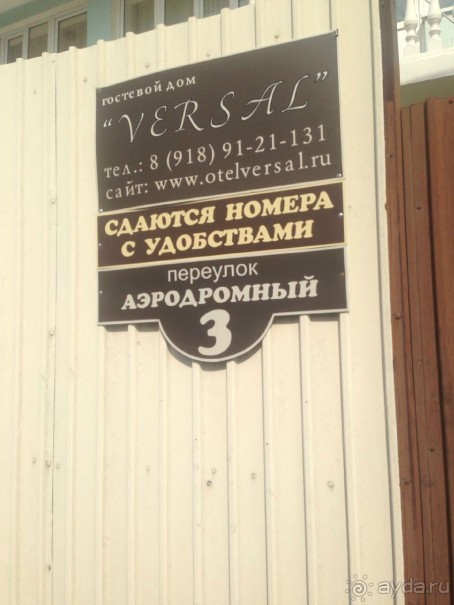 гостевой дом
"VERSAL"
тел.: 8 (918) 91-21-131
сайт: www.otelversal.ru
СДАЮТСЯ НОМЕРА
С УДОБСТВАМИ
переулок
АЭРОДРОМНЫЙ
3
ayda.ru